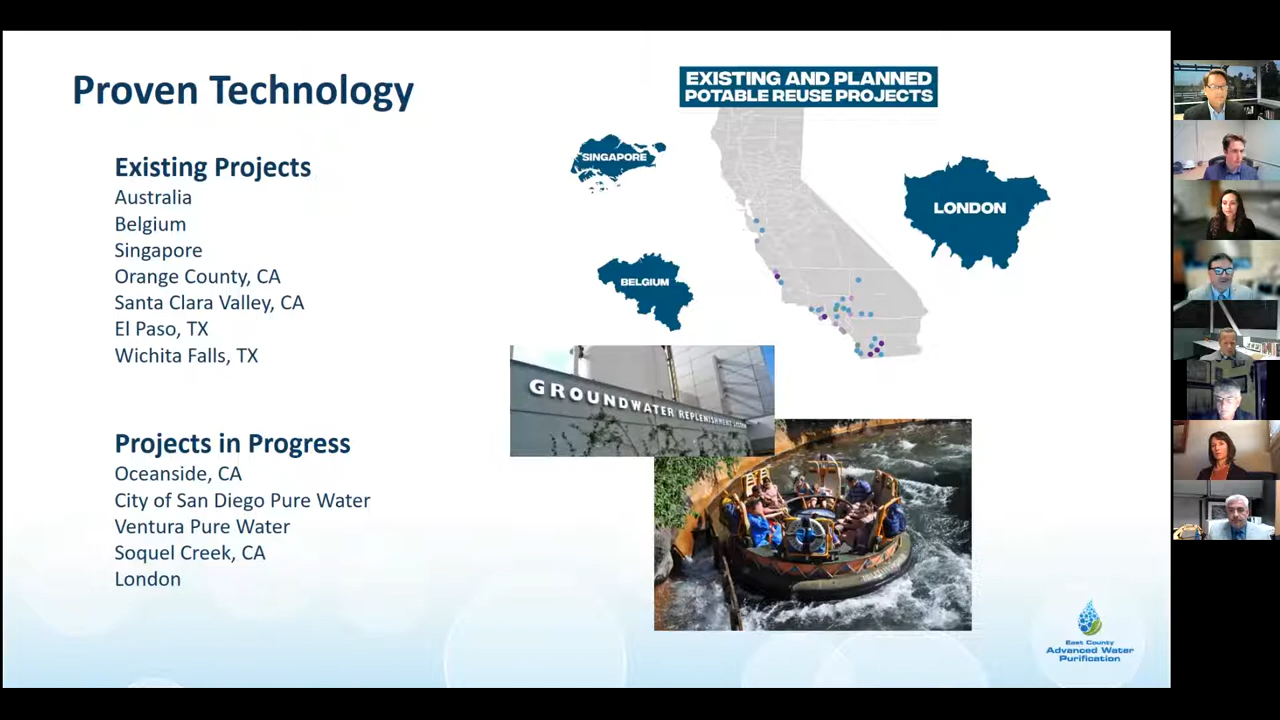 Proven Technology
Existing Projects
Australia
Belgium
Singapore
Orange County, CA
Santa Clara Valley, CA
El Paso, TX
Wichita Falls, TX
Projects in Progress
Oceanside, CA
City of San Diego Pure Water
Ventura Pure Water
Soquel Creek, CA
London
EXISTING AND PLANNED
POTABLE REUSE PROJECTS
SINGAPORE
LONDON
BELGIUM
GROUNDWATER REPLENISHMENT SYSTEM
East County
Advanced Water
Purification